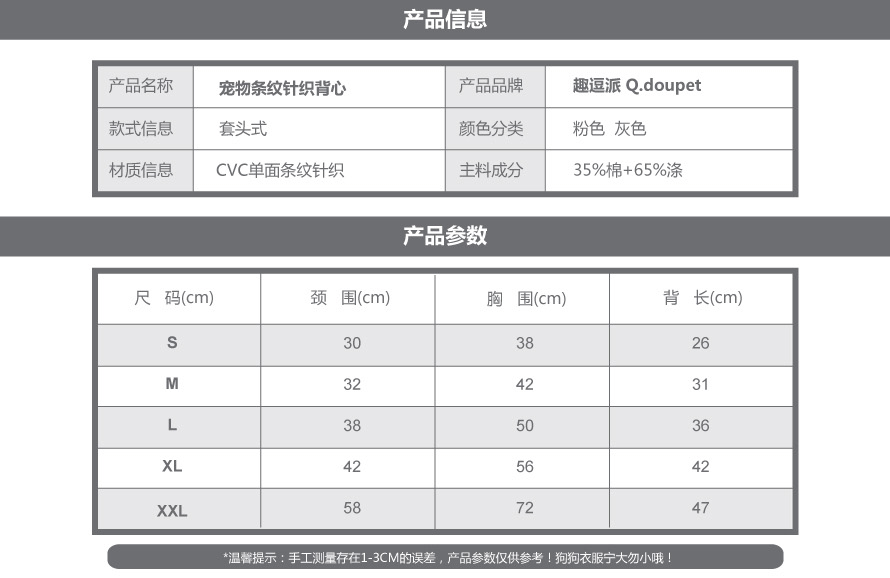 产品信息
产品名称 宠物条纹针织背心 产品品牌 趣逗派 Q.doupet
款式信息 套头式 颜色分类 粉色 灰色
材质信息 CVC单面条纹针织 主料成分 35%棉+65%涤
产品参数
尺 码(cm) 颈 围(cm) 胸 围(cm) 背 长(cm)
S 30 38 26
M 32 42 31
L 38 50 36
XL 42 56 42
XXL 58 72 47
*温馨提示：手工测量存在1-3CM的误差，产品参数仅供参考！狗狗衣服宁大勿小哦！